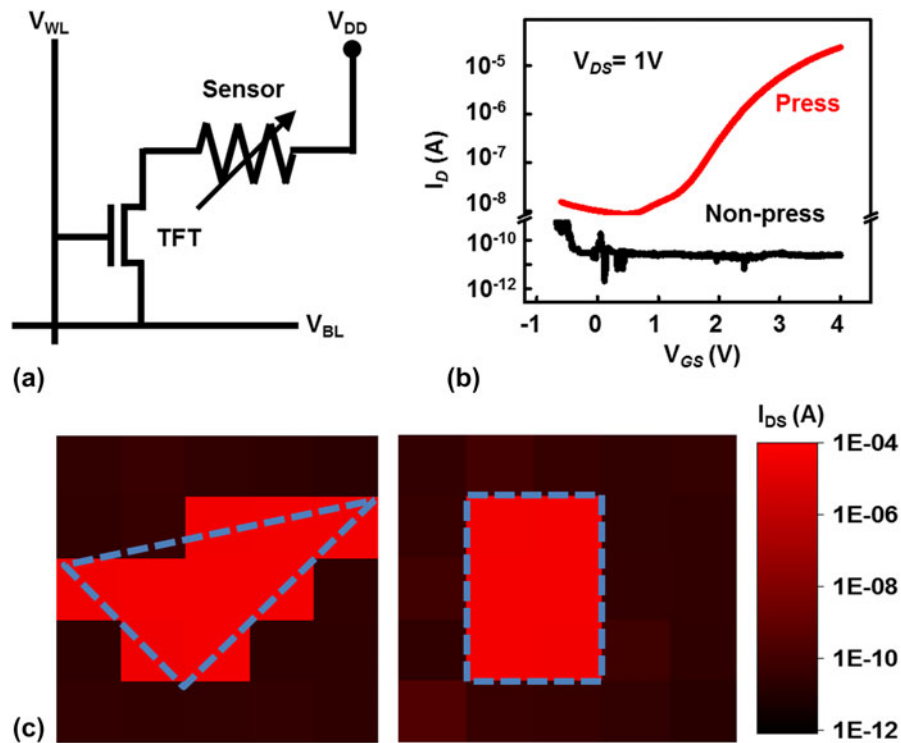 (a)
V_WL
V_DD
Sensor
TFT
V_BL
(b)
V_DS= 1V
Press
Non-press
I_D (A)
10^-5
10^-6
10^-7
10^-8
10^-10
10^-12
-1 0 1 2 3 4
V_GS (V)
(c)
I_DS (A)
1E-04
1E-06
1E-08
1E-10
1E-12